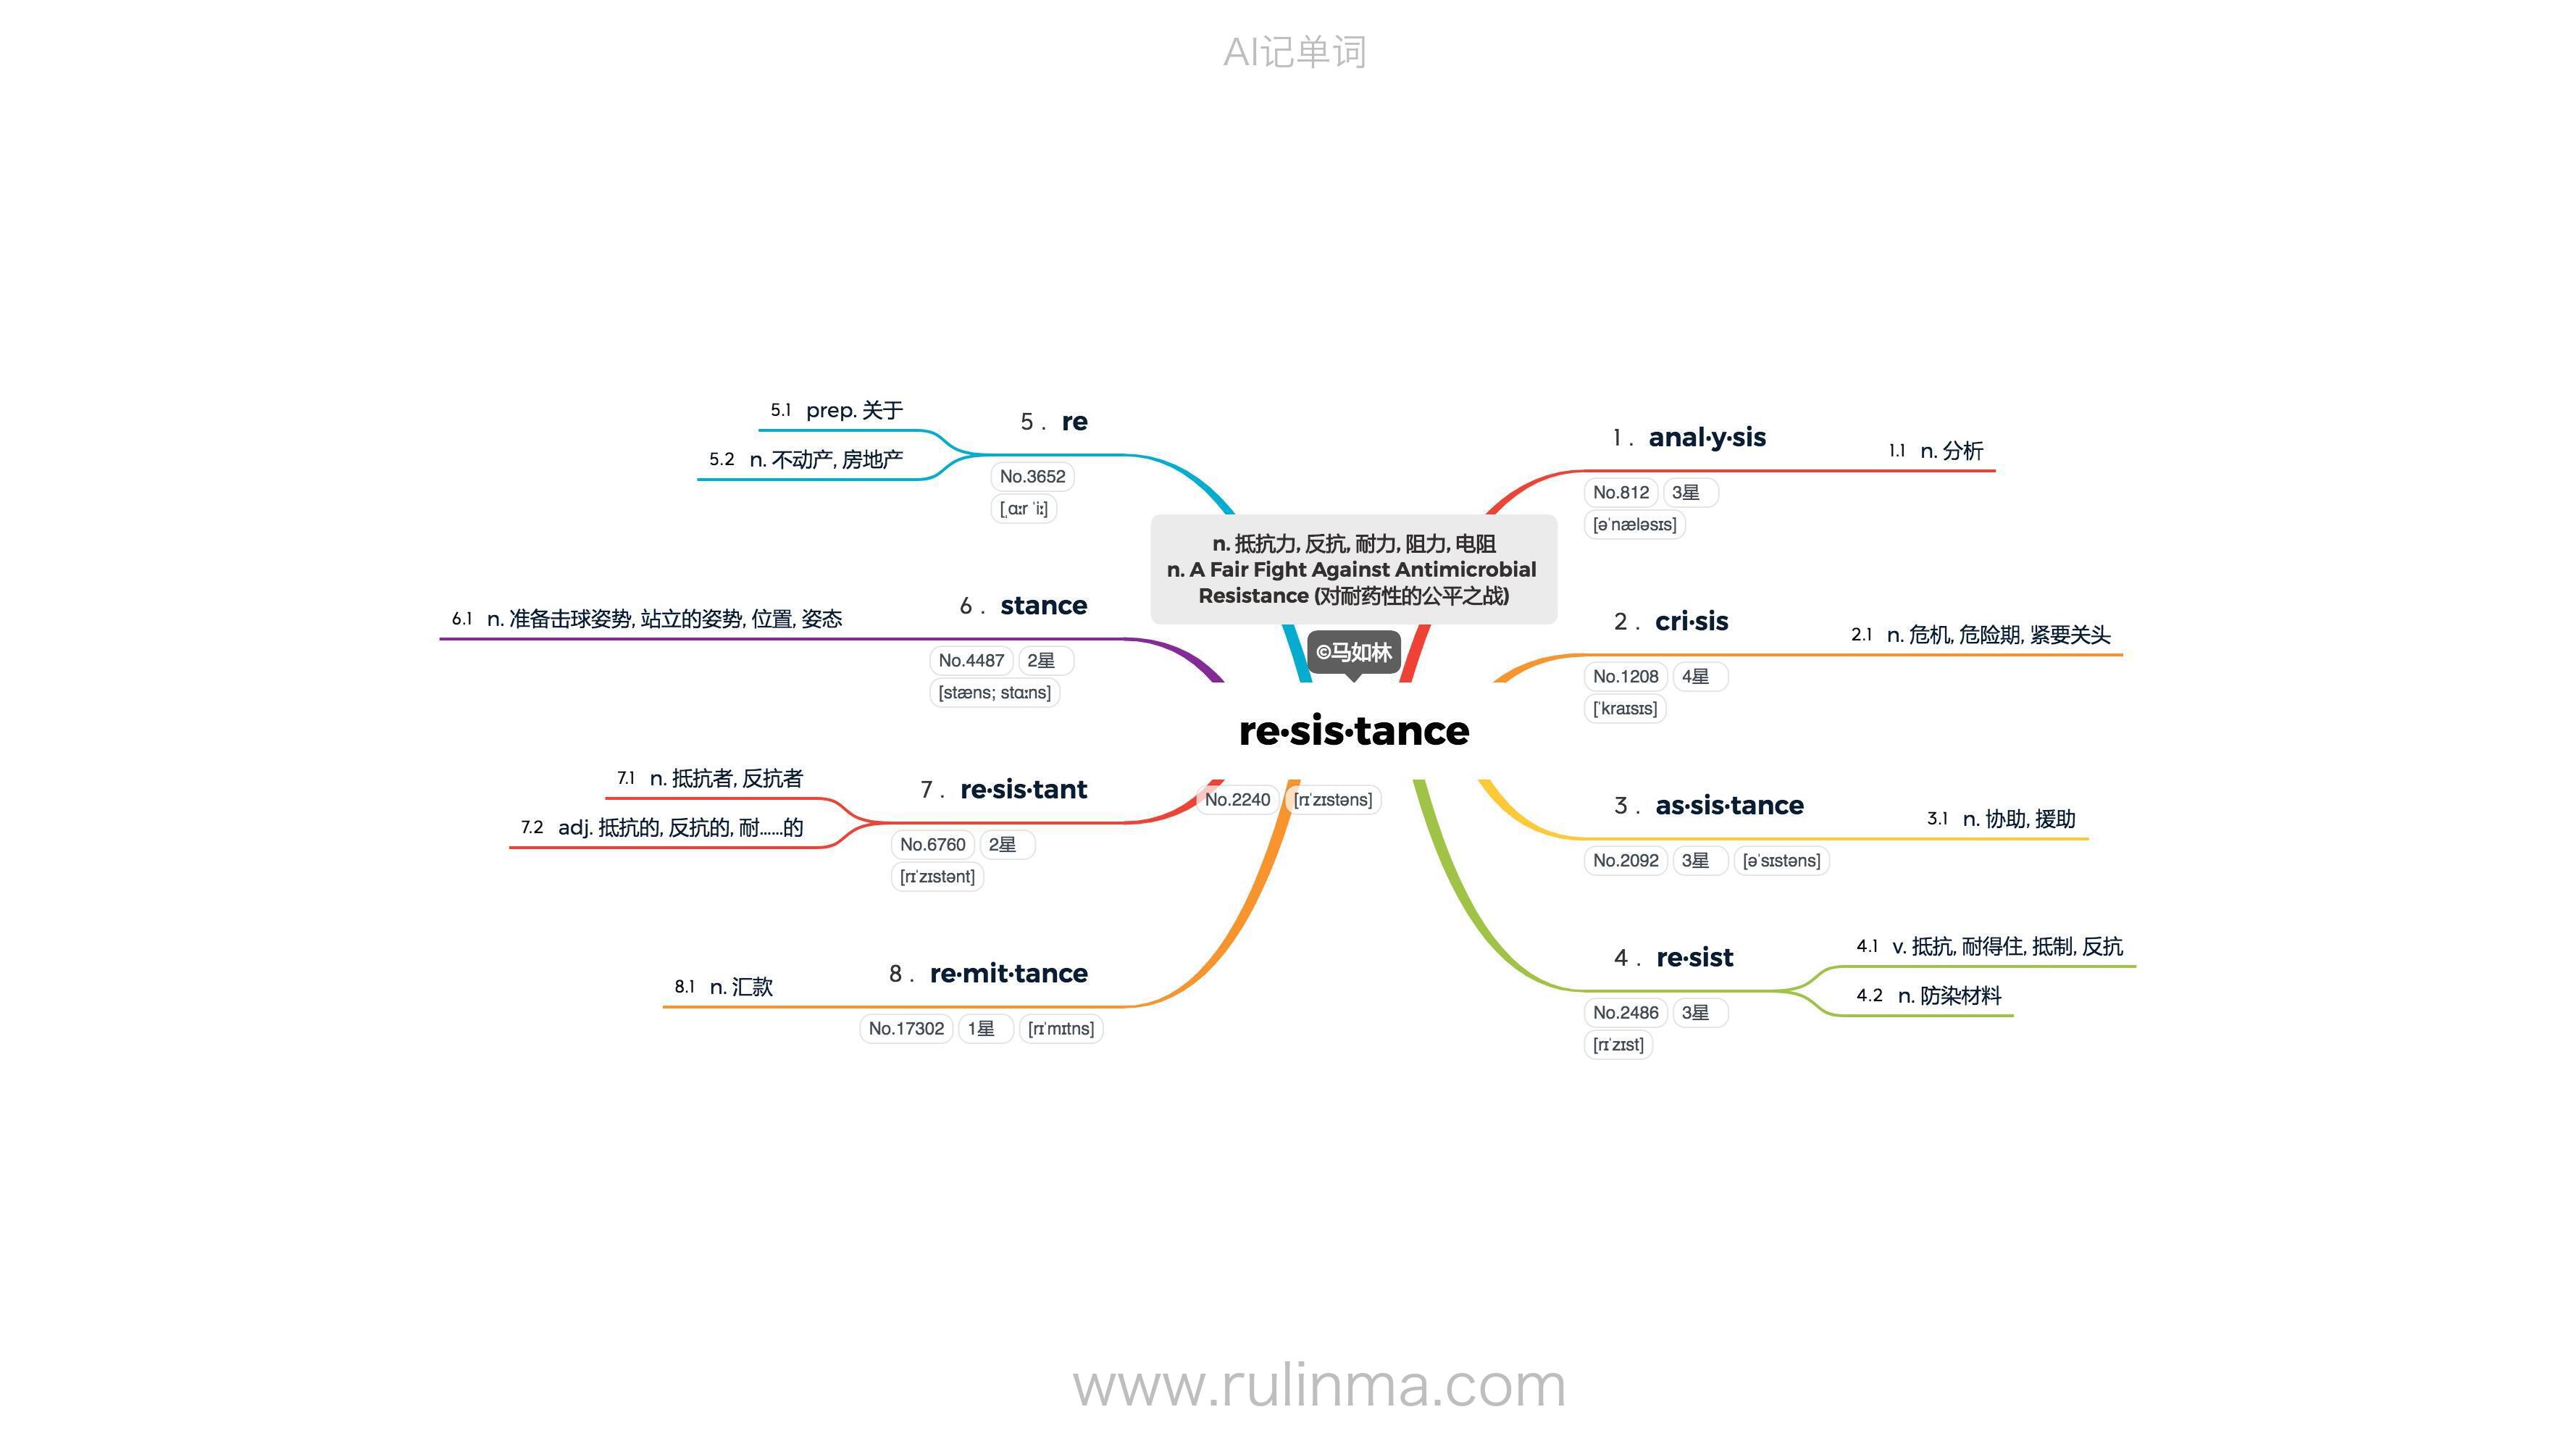 AI记单词
n. 抵抗力, 反抗, 耐力, 阻力, 电阻
n. A Fair Fight Against Antimicrobial
Resistance (对耐药性的公平之战)
©马如林
re·sis·tance
No.2240 [rɪˈzɪstəns]
1 . anal·y·sis
No.812 3星
[əˈnæləsɪs]
1.1 n. 分析
2 . cri·sis
No.1208 4星
[ˈkraɪsɪs]
2.1 n. 危机, 危险期, 紧要关头
3 . as·sis·tance
No.2092 3星 [əˈsɪstəns]
3.1 n. 协助, 援助
4 . re·sist
No.2486 3星
[rɪˈzɪst]
4.1 v. 抵抗, 耐得住, 抵制, 反抗
4.2 n. 防染材料
5 . re
No.3652
[ˌɑːr ˈiː]
5.1 prep. 关于
5.2 n. 不动产, 房地产
6 . stance
No.4487 2星
[stæns; stɑːns]
6.1 n. 准备击球姿势, 站立的姿势, 位置, 姿态
7 . re·sis·tant
No.6760 2星
[rɪˈzɪstənt]
7.1 n. 抵抗者, 反抗者
7.2 adj. 抵抗的, 反抗的, 耐……的
8 . re·mit·tance
No.17302 1星 [rɪˈmɪtns]
8.1 n. 汇款
www.rulinma.com